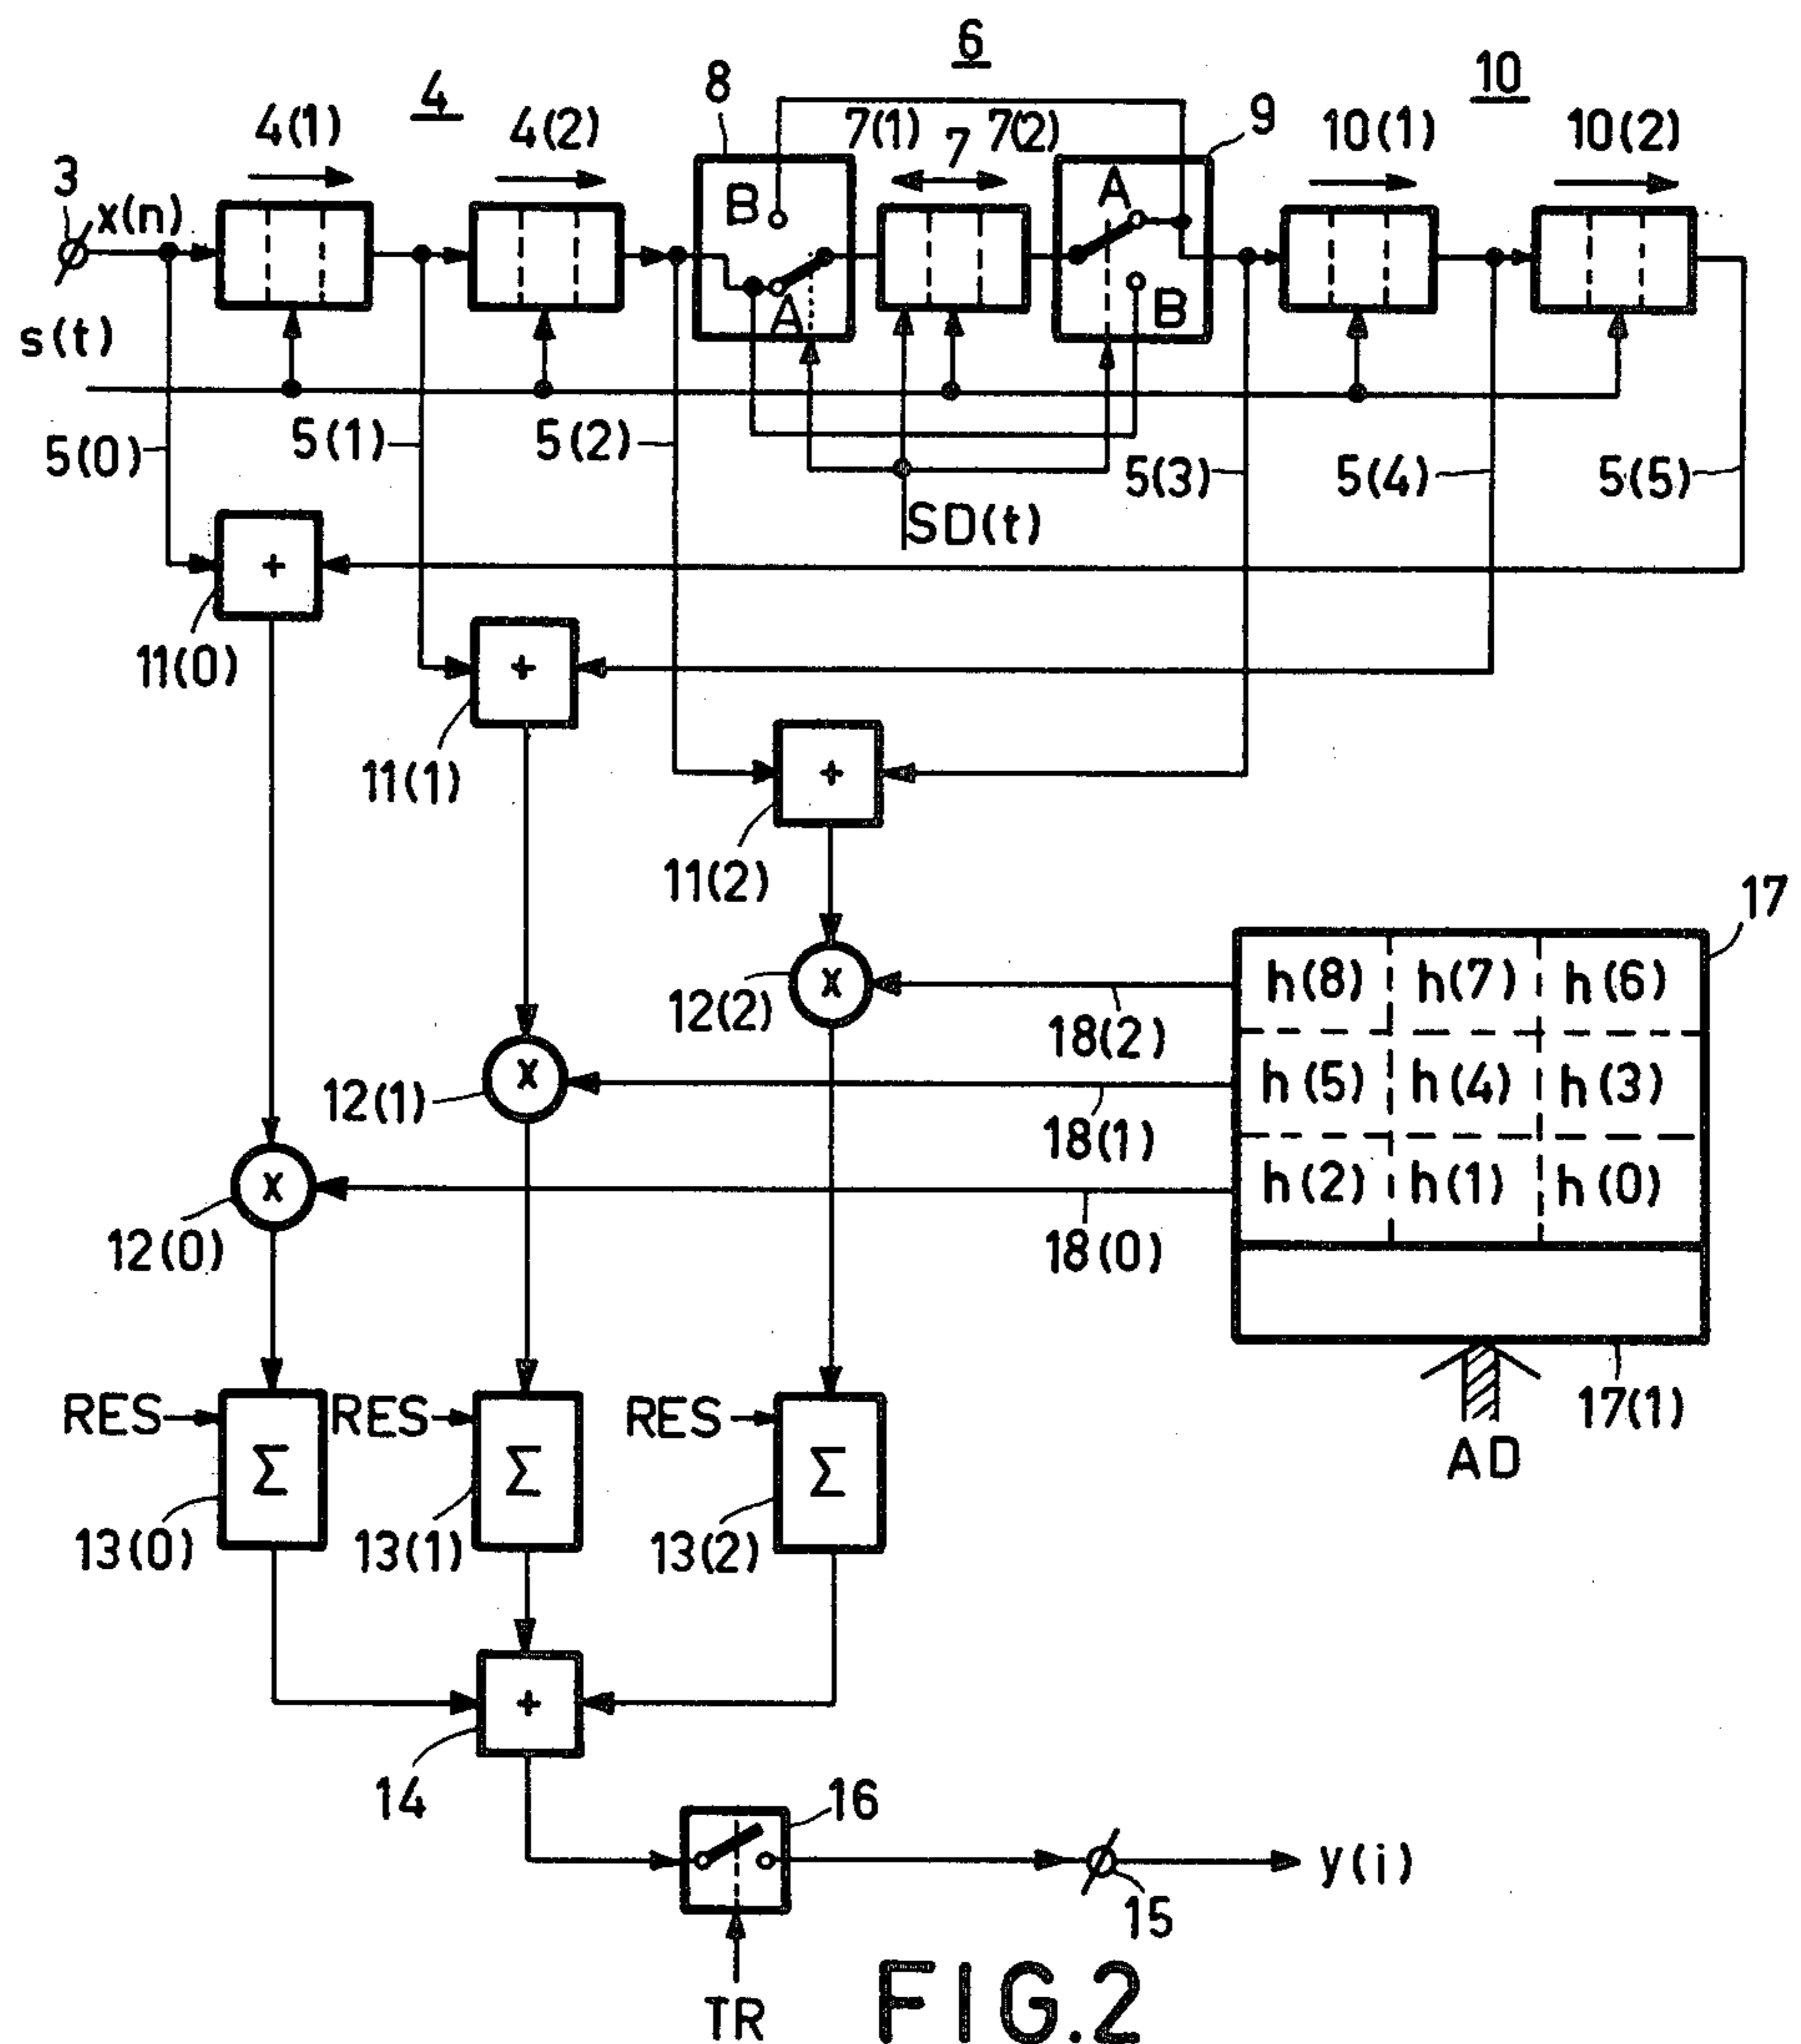 6
4
8
10
4(1)
4(2)
7(1)
7
7(2)
9
10(1)
10(2)
3
x(n)
B
A
A
B
s(t)
5(0)
5(1)
5(2)
5(3)
5(4)
5(5)
SD(t)
+
11(0)
+
11(1)
+
11(2)
17
h(8) h(7) h(6)
x
12(2)
18(2)
h(5) h(4) h(3)
x
12(1)
18(1)
h(2) h(1) h(0)
x
12(0)
18(0)
RES
RES
RES
17(1)
Σ
Σ
Σ
AD
13(0)
13(1)
13(2)
+
14
16
y(i)
15
TR
FIG.2